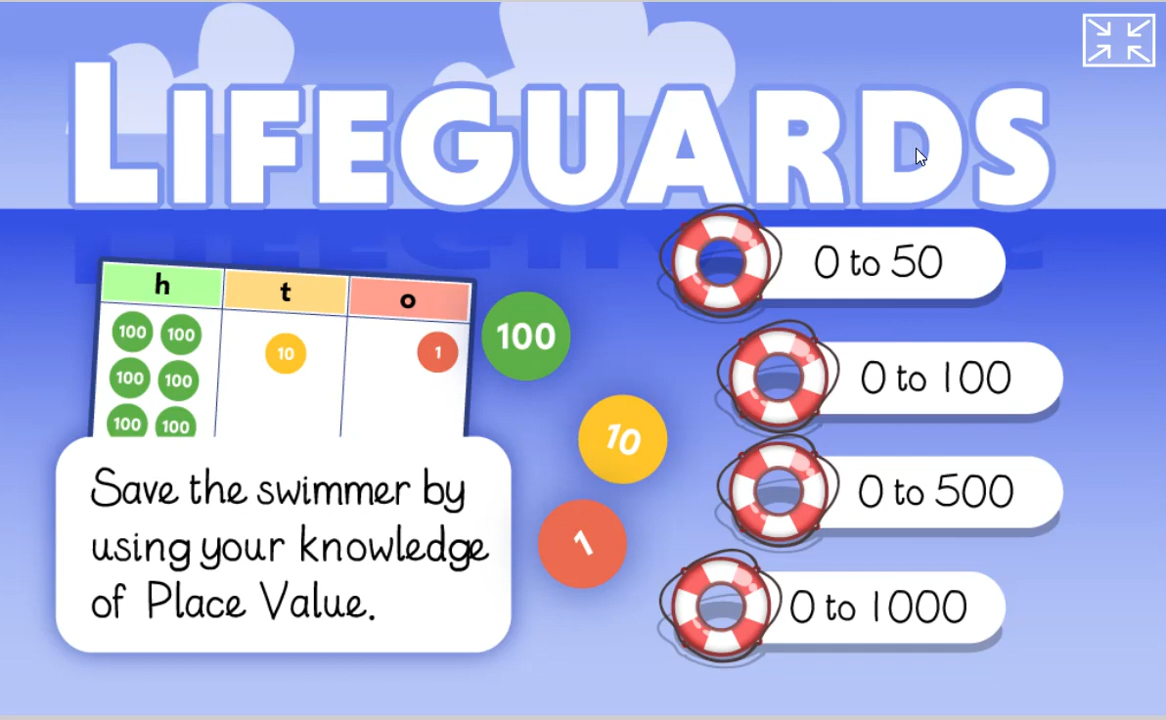 LIFEGUARDS
h t o
100 100 10 1
100 100
100 100
100
10
1
Save the swimmer by
using your knowledge
of Place Value.
0 to 50
0 to 100
0 to 500
0 to 1000